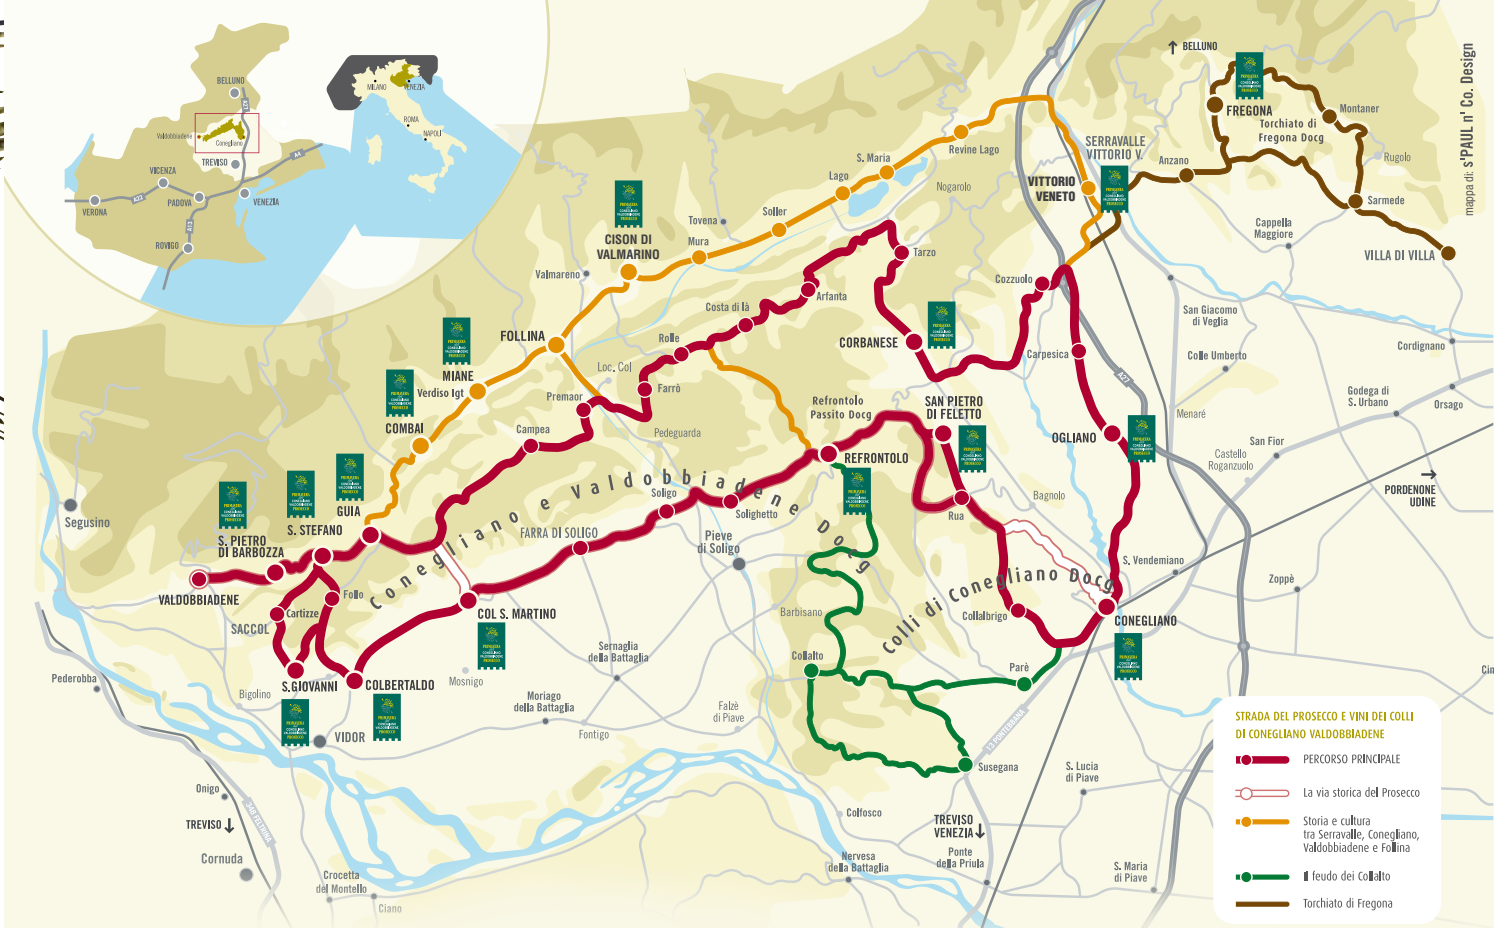 BELLUNO
A27
Valdobbiadene
Conegliano
TREVISO
A4
VICENZA
VERONA
PADOVA
VENEZIA
ROVIGO
MILANO
VENEZIA
ROMA
NAPOLI
mappa di: S'PAUL n' Co. Design
BELLUNO
FREGONA
Montaner
Torchiato di
Fregona Docg
Rugolo
SERRAVALLE
VITTORIO V.
Anzano
Revine Lago
S. Maria
Lago
Nogarolo
VITTORIO
VENETO
Sarmede
Cappella
Maggiore
VILLA DI VILLA
Soller
Tovena
Mura
CISON DI
VALMARINO
Valmareno
Tarzo
Cozzuolo
Arfanta
Costa di là
San Giacomo
di Veglia
Cordignano
FOLLINA
Rolle
CORBANESE
Carpesica
Colle Umberto
A27
MIANE
Verdiso Igt
Loc. Col
Premaor
Farrò
Refrontolo
Passito Docg
SAN PIETRO
DI FELETTO
Godega di
S. Urbano
Orsago
Menaré
COMBAI
Campea
Pedeguarda
REFRONTOLO
OGLIANO
San Fior
Castello
Roganzuolo
PORDENONE
UDINE
Segusino
GUIA
S. STEFANO
S. PIETRO
DI BARBOZZA
VALDOBBIADENE
Conegliano e Valdobbiadene Docg
Soligo
Solighetto
FARRA DI SOLIGO
Pieve
di Soligo
Rua
Bagnolo
S. Vendemiano
Zoppè
Colli di Conegliano Docg
Follo
Cartizze
SACCOL
COL S. MARTINO
Barbisano
Collalbrigo
CONEGLIANO
Sernaglia
della Battaglia
Collalto
Parè
Pederobba
S.GIOVANNI
COLBERTALDO
Mosnigo
Bigolino
Moriago
della Battaglia
Falzè
di Piave
VIDOR
Fontigo
13 PONTEBBANA
Susegana
S. Lucia
di Piave
Onigo
TREVISO
348 FELTRINA
Cornuda
Colfosco
TREVISO
VENEZIA
Ponte
della Priula
Nervesa
della Battaglia
S. Maria
di Piave
Crocetta
del Montello
Ciano
STRADA DEL PROSECCO E VINI DEI COLLI
DI CONEGLIANO VALDOBBIADENE
PERCORSO PRINCIPALE
La via storica del Prosecco
Storia e cultura
tra Serravalle, Conegliano,
Valdobbiadene e Follina
Il feudo dei Collalto
Torchiato di Fregona